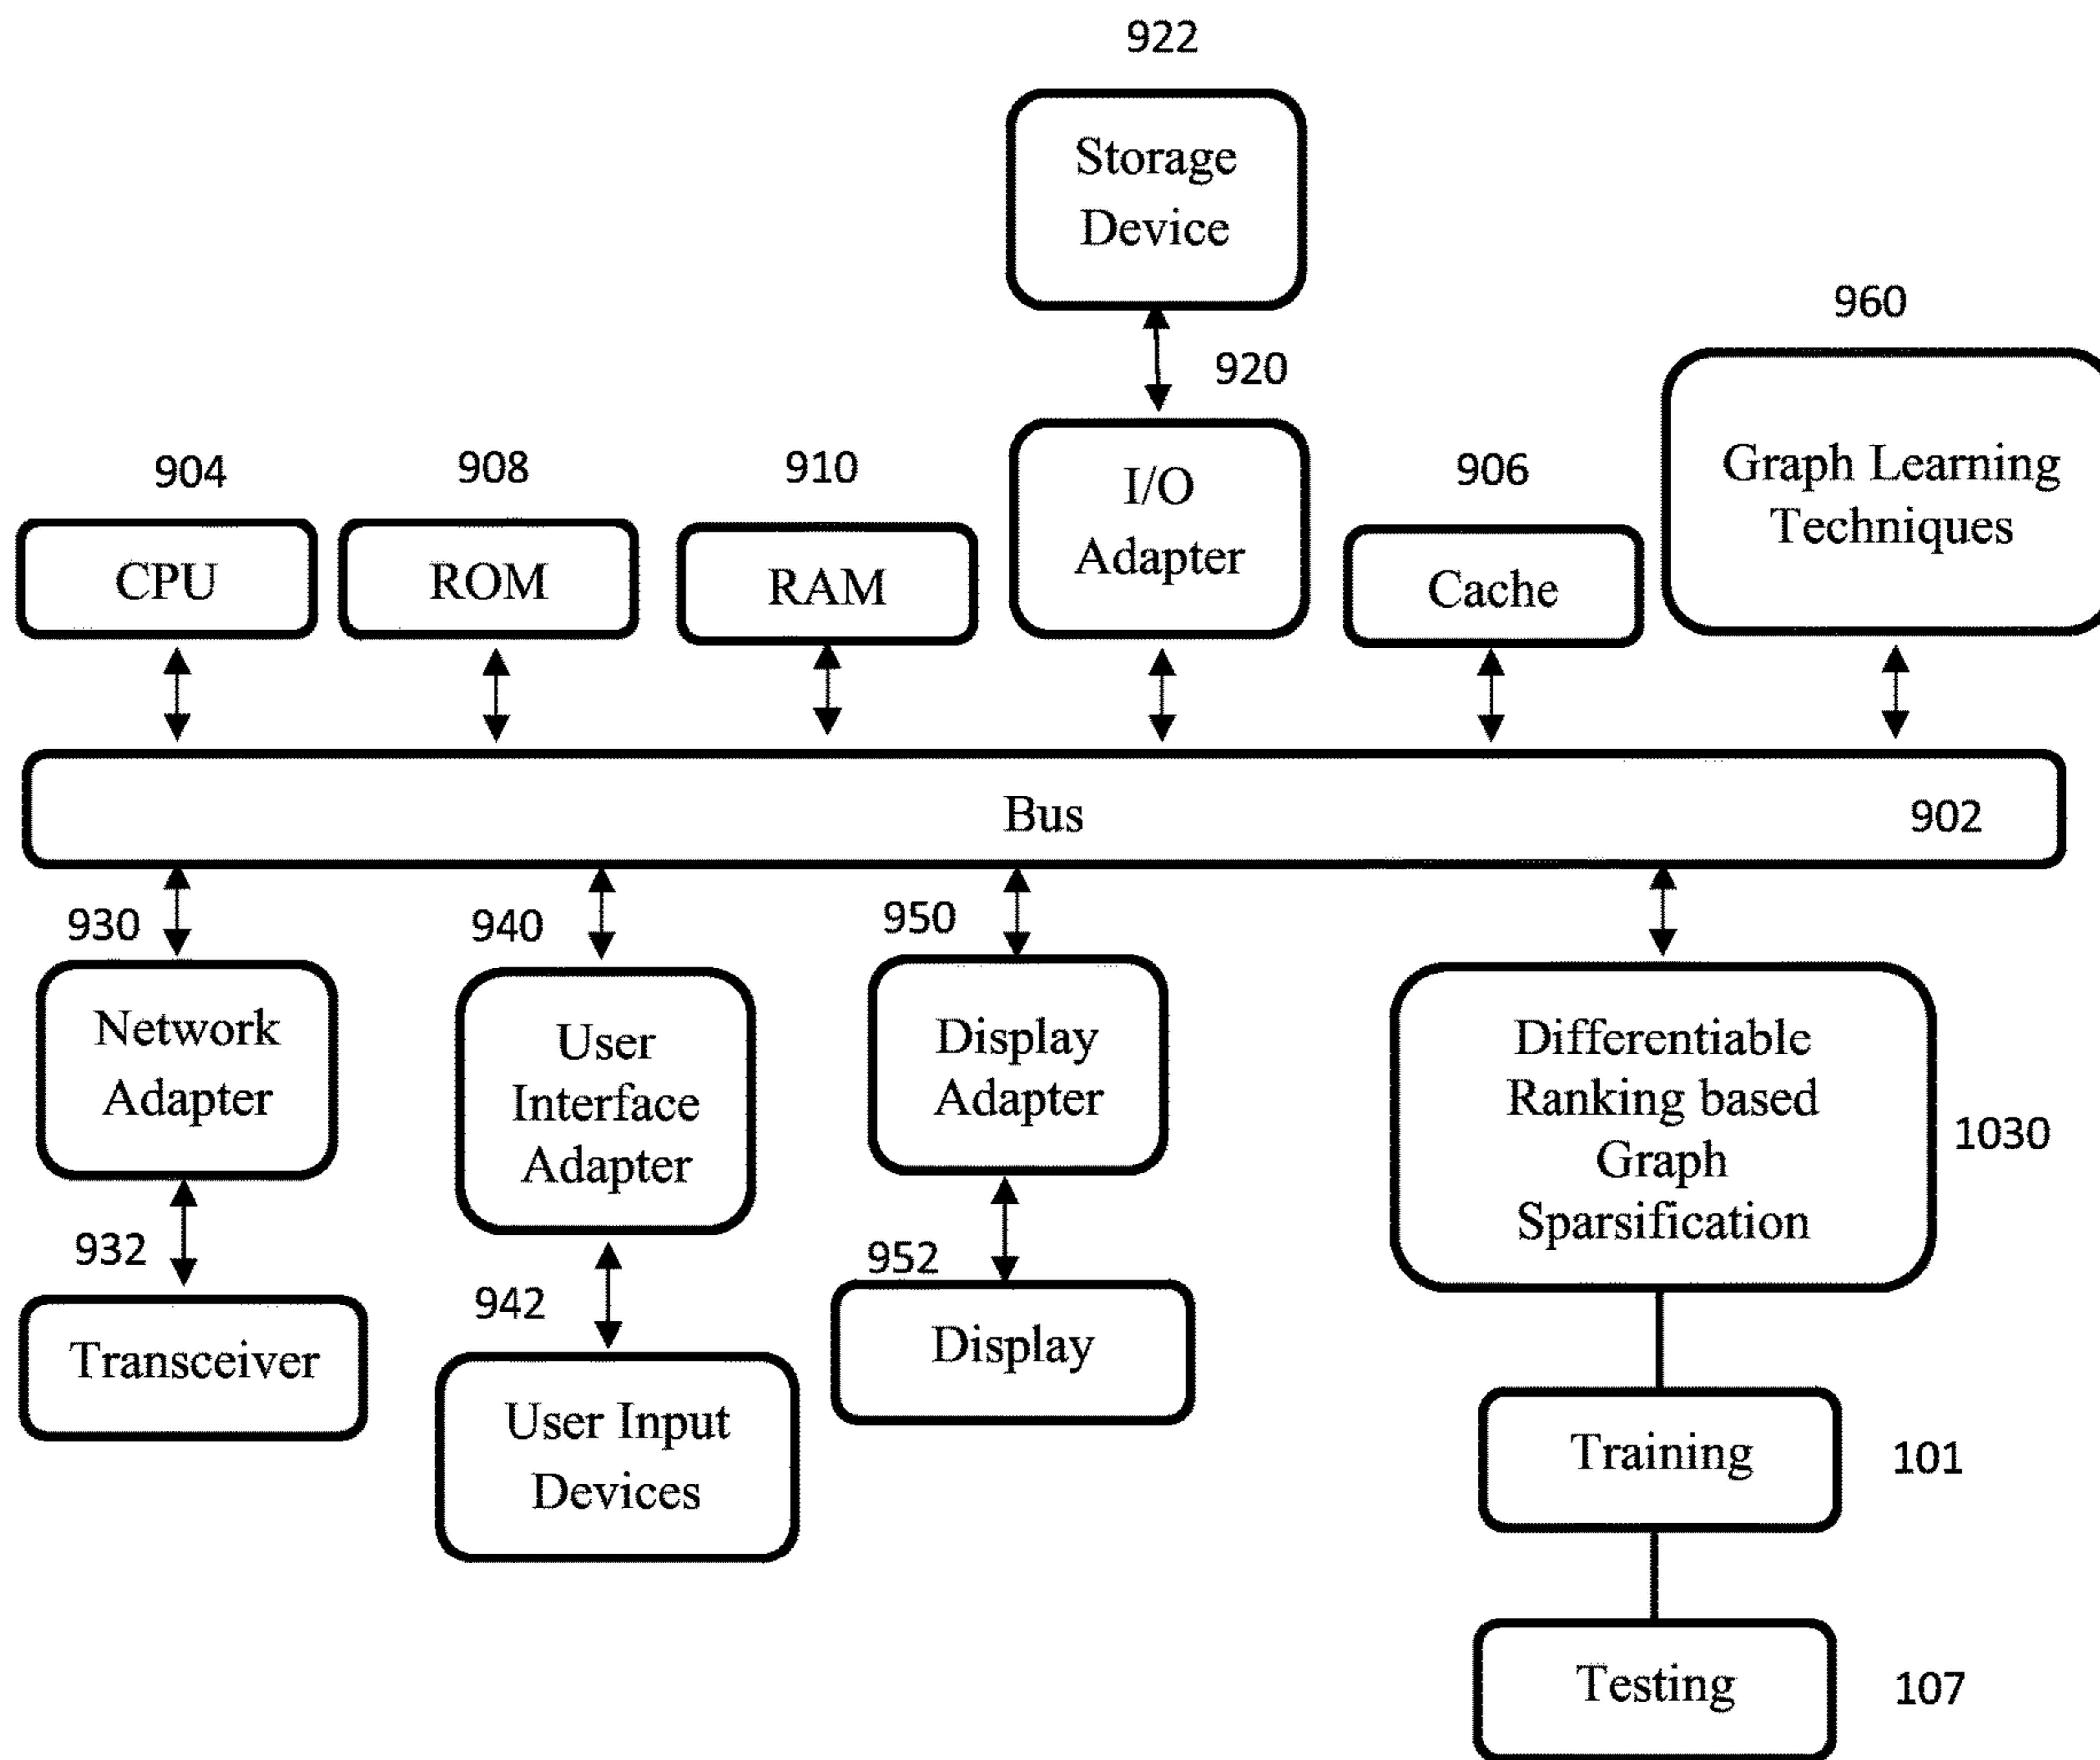 922
Storage
Device
960
920
904
908
910
I/O
Adapter
906
Graph Learning
Techniques
CPU
ROM
RAM
Cache
Bus
902
930
940
950
Network
Adapter
User
Interface
Adapter
Display
Adapter
Differentiable
Ranking based
Graph
Sparsification
1030
932
942
952
Transceiver
User Input
Devices
Display
Training
101
Testing
107